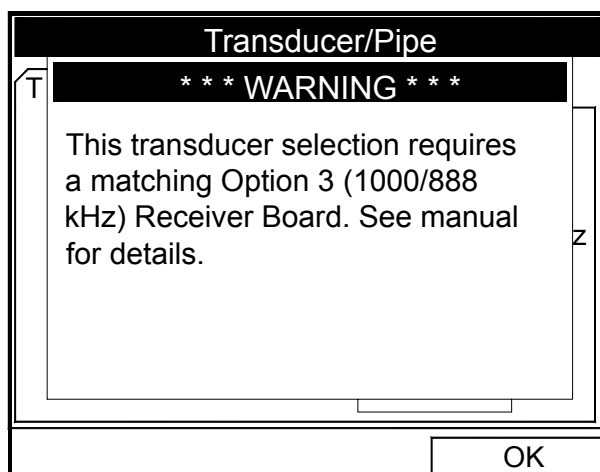 Transducer/Pipe
T
* * * WARNING * * *
This transducer selection requires
a matching Option 3 (1000/888
kHz) Receiver Board. See manual
for details.
z
OK